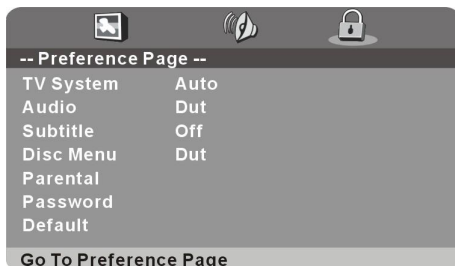 -- Preference Page --
TV System Auto
Audio Dut
Subtitle Off
Disc Menu Dut
Parental
Password
Default
Go To Preference Page